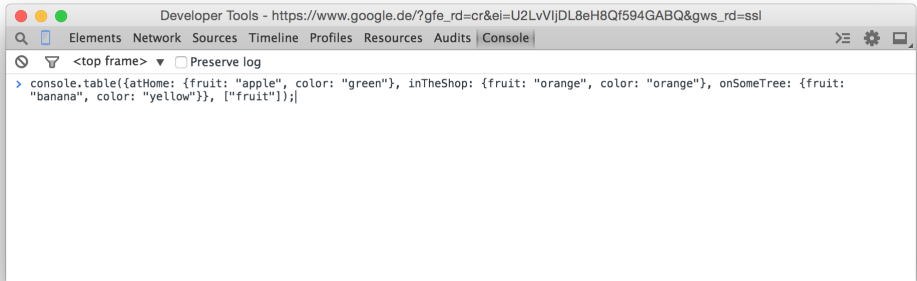 Developer Tools - https://www.google.de/?gfe_rd=cr&ei=U2LvVIjDL8eH8Qf594GABQ&gws_rd=ssl
Elements Network Sources Timeline Profiles Resources Audits Console
<top frame> ▼ Preserve log
> console.table({atHome: {fruit: "apple", color: "green"}, inTheShop: {fruit: "orange", color: "orange"}, onSomeTree: {fruit:
"banana", color: "yellow"}}, ["fruit"]);